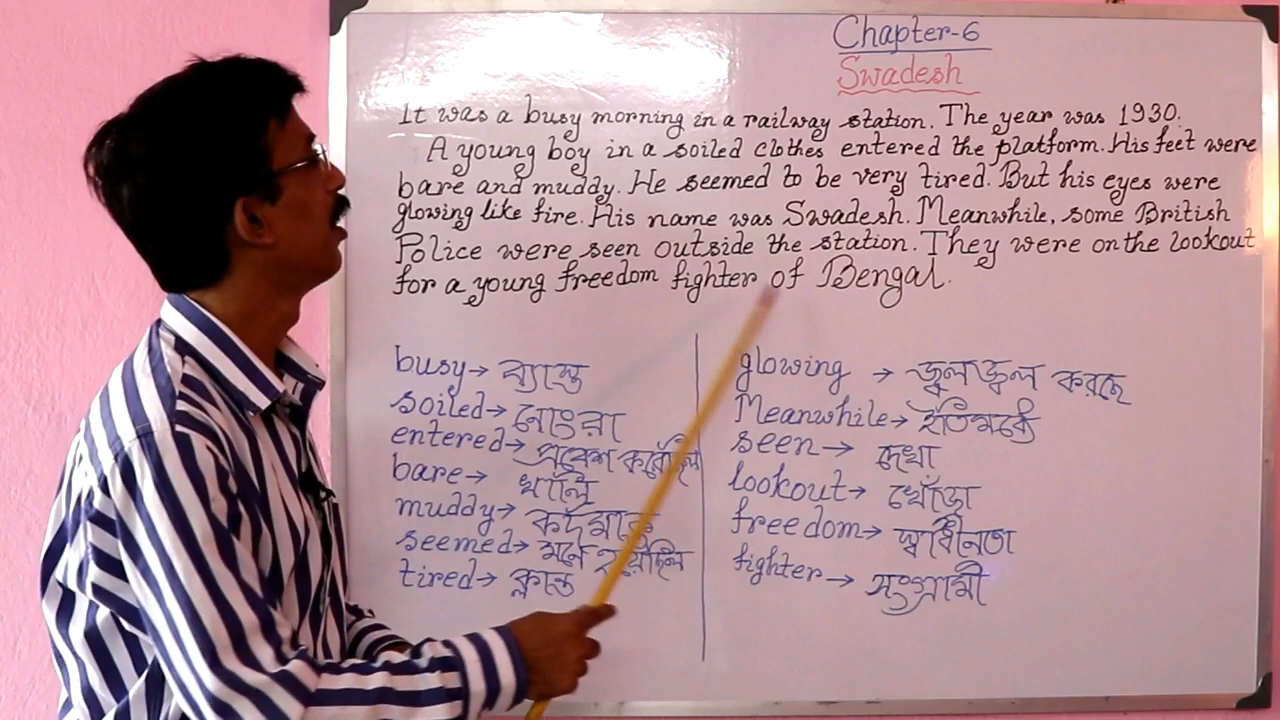 Chapter-6
Swadesh
It was a busy morning in a railway station. The year was 1930.
A young boy in a soiled clothes entered the platform. His feet were
bare and muddy. He seemed to be very tired. But his eyes were
glowing like fire. His name was Swadesh. Meanwhile, some British
Police were seen outside the station. They were on the lookout
for a young freedom fighter of Bengal.
busy → ব্যাস্ত
soiled → নোংরা
entered → প্রবেশ করেছিল
bare → খালি
muddy → কর্দমাক্ত
seemed → মনে হয়েছিল
tired → ক্লান্ত
glowing → জ্বলজ্বল করছে
Meanwhile → ইতিমধ্যে
seen → দেখা
lookout → খোঁজা
freedom → স্বাধীনতা
fighter → সংগ্রামী